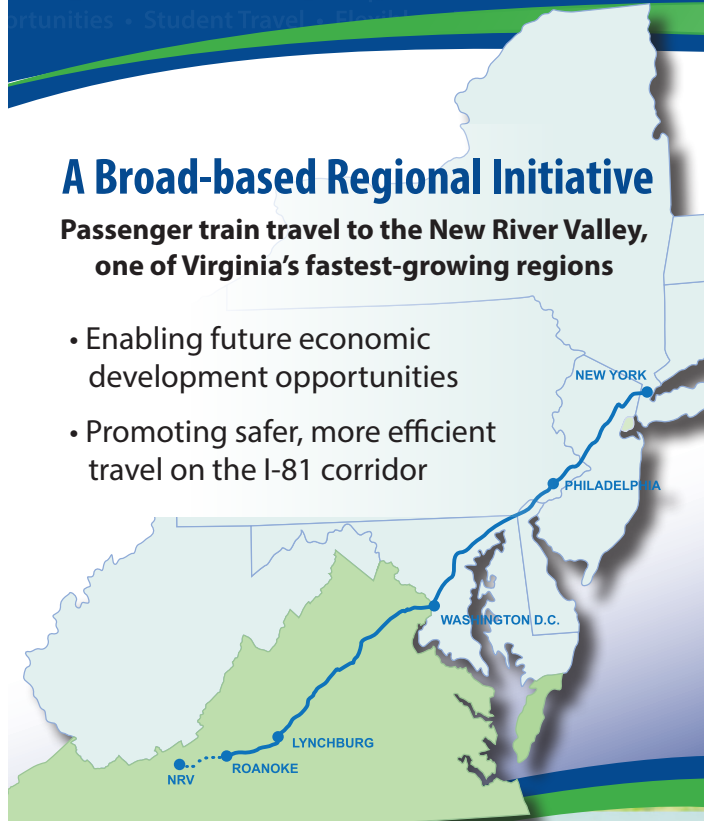 ortunities • Student Travel • Flexibl
A Broad-based Regional Initiative
Passenger train travel to the New River Valley,
one of Virginia's fastest-growing regions
• Enabling future economic
development opportunities
• Promoting safer, more efficient
travel on the I-81 corridor
NEW YORK
PHILADELPHIA
WASHINGTON D.C.
LYNCHBURG
ROANOKE
NRV